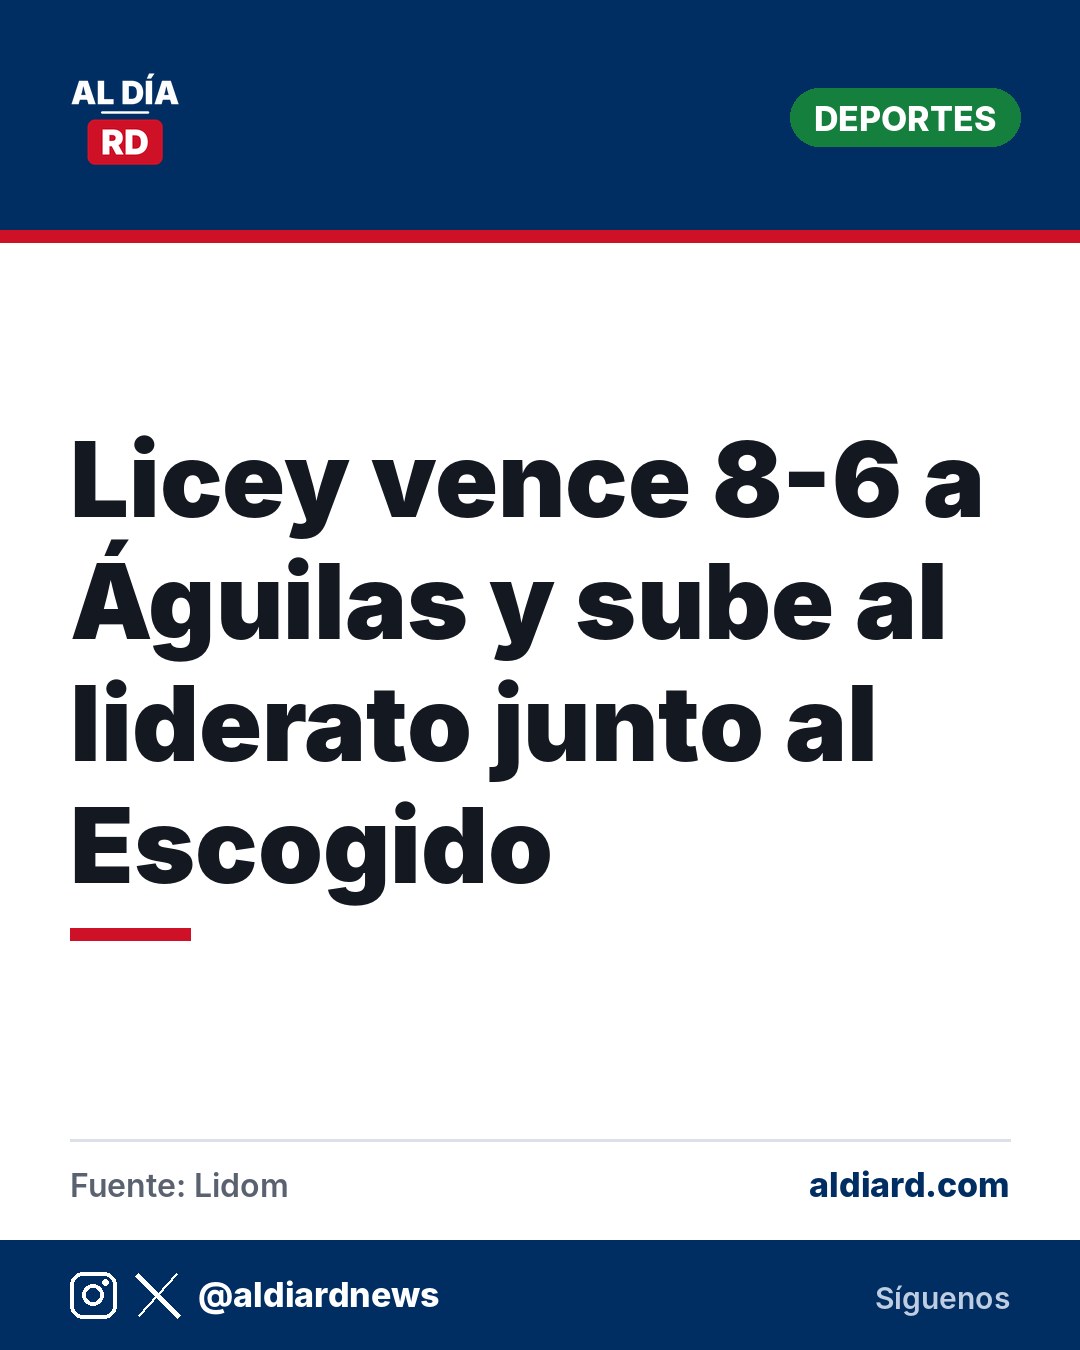 AL DÍA
RD
DEPORTES
Licey vence 8-6 a
Águilas y sube al
liderato junto al
Escogido
Fuente: Lidom
aldiard.com
@aldiardnews
Síguenos